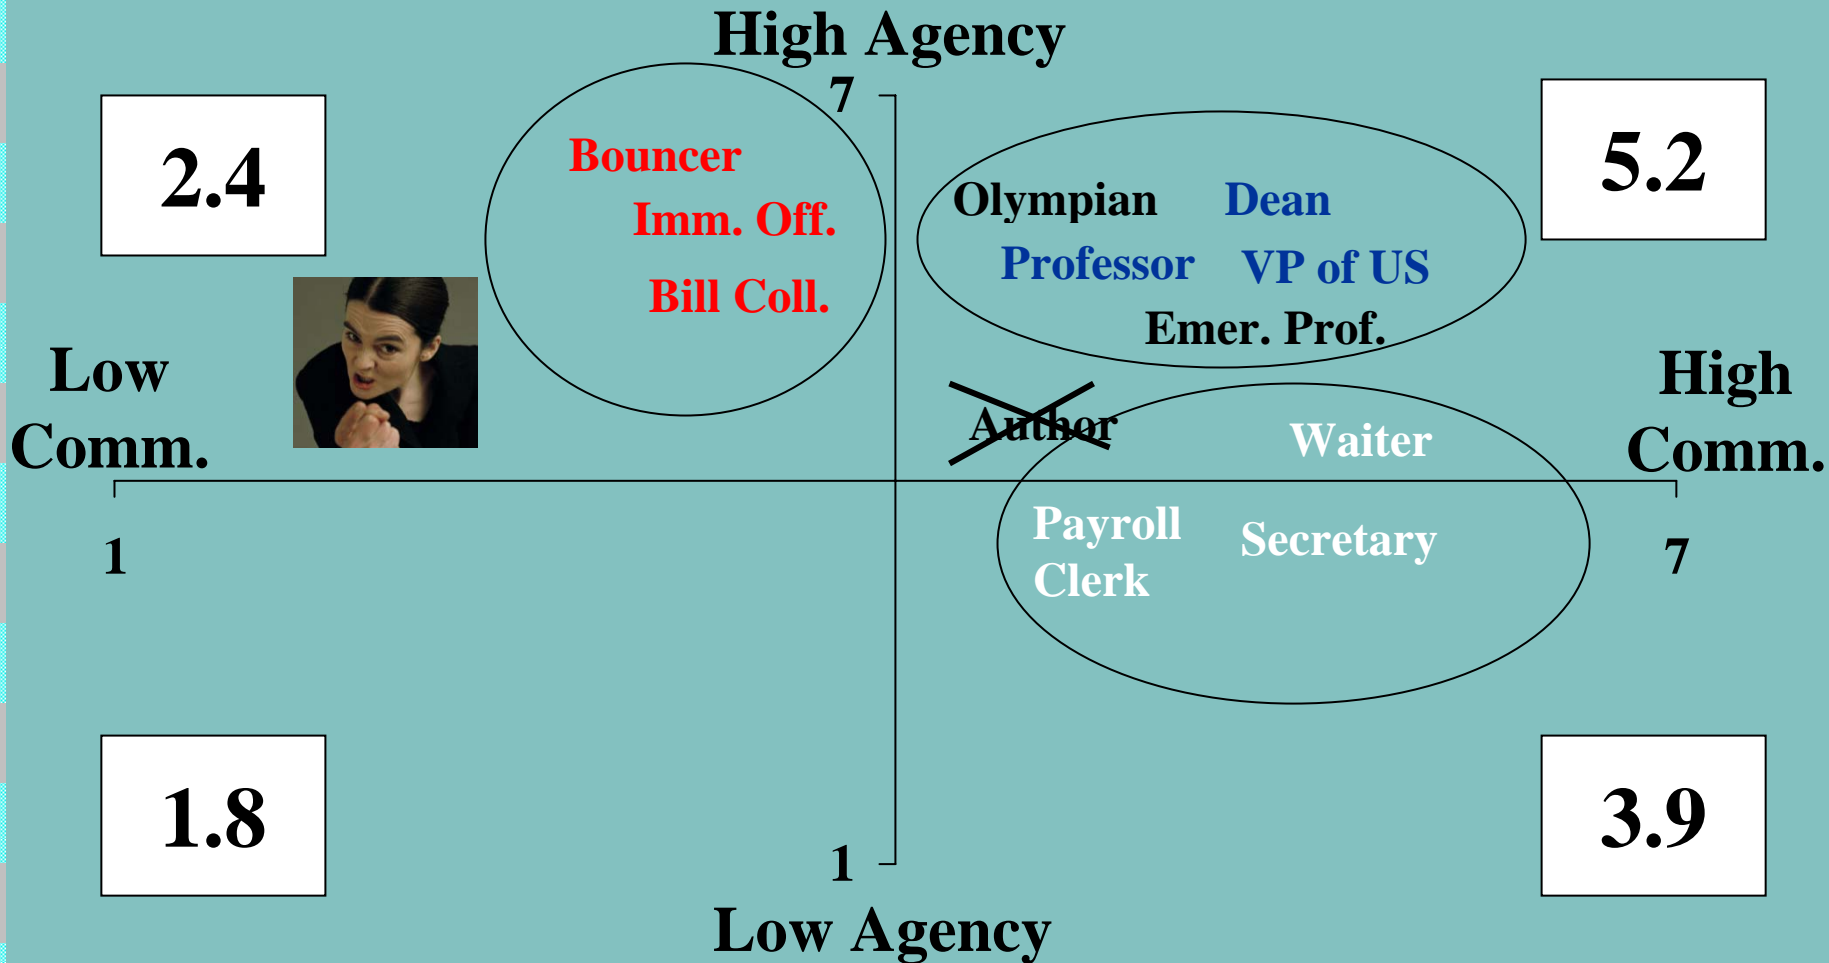 High Agency
7
2.4
5.2
Bouncer
Imm. Off.
Bill Coll.
Olympian Dean
Professor VP of US
Emer. Prof.
Low
Comm.
High
Comm.
Author
Waiter
Payroll
Clerk
Secretary
1
7
1.8
3.9
1
Low Agency